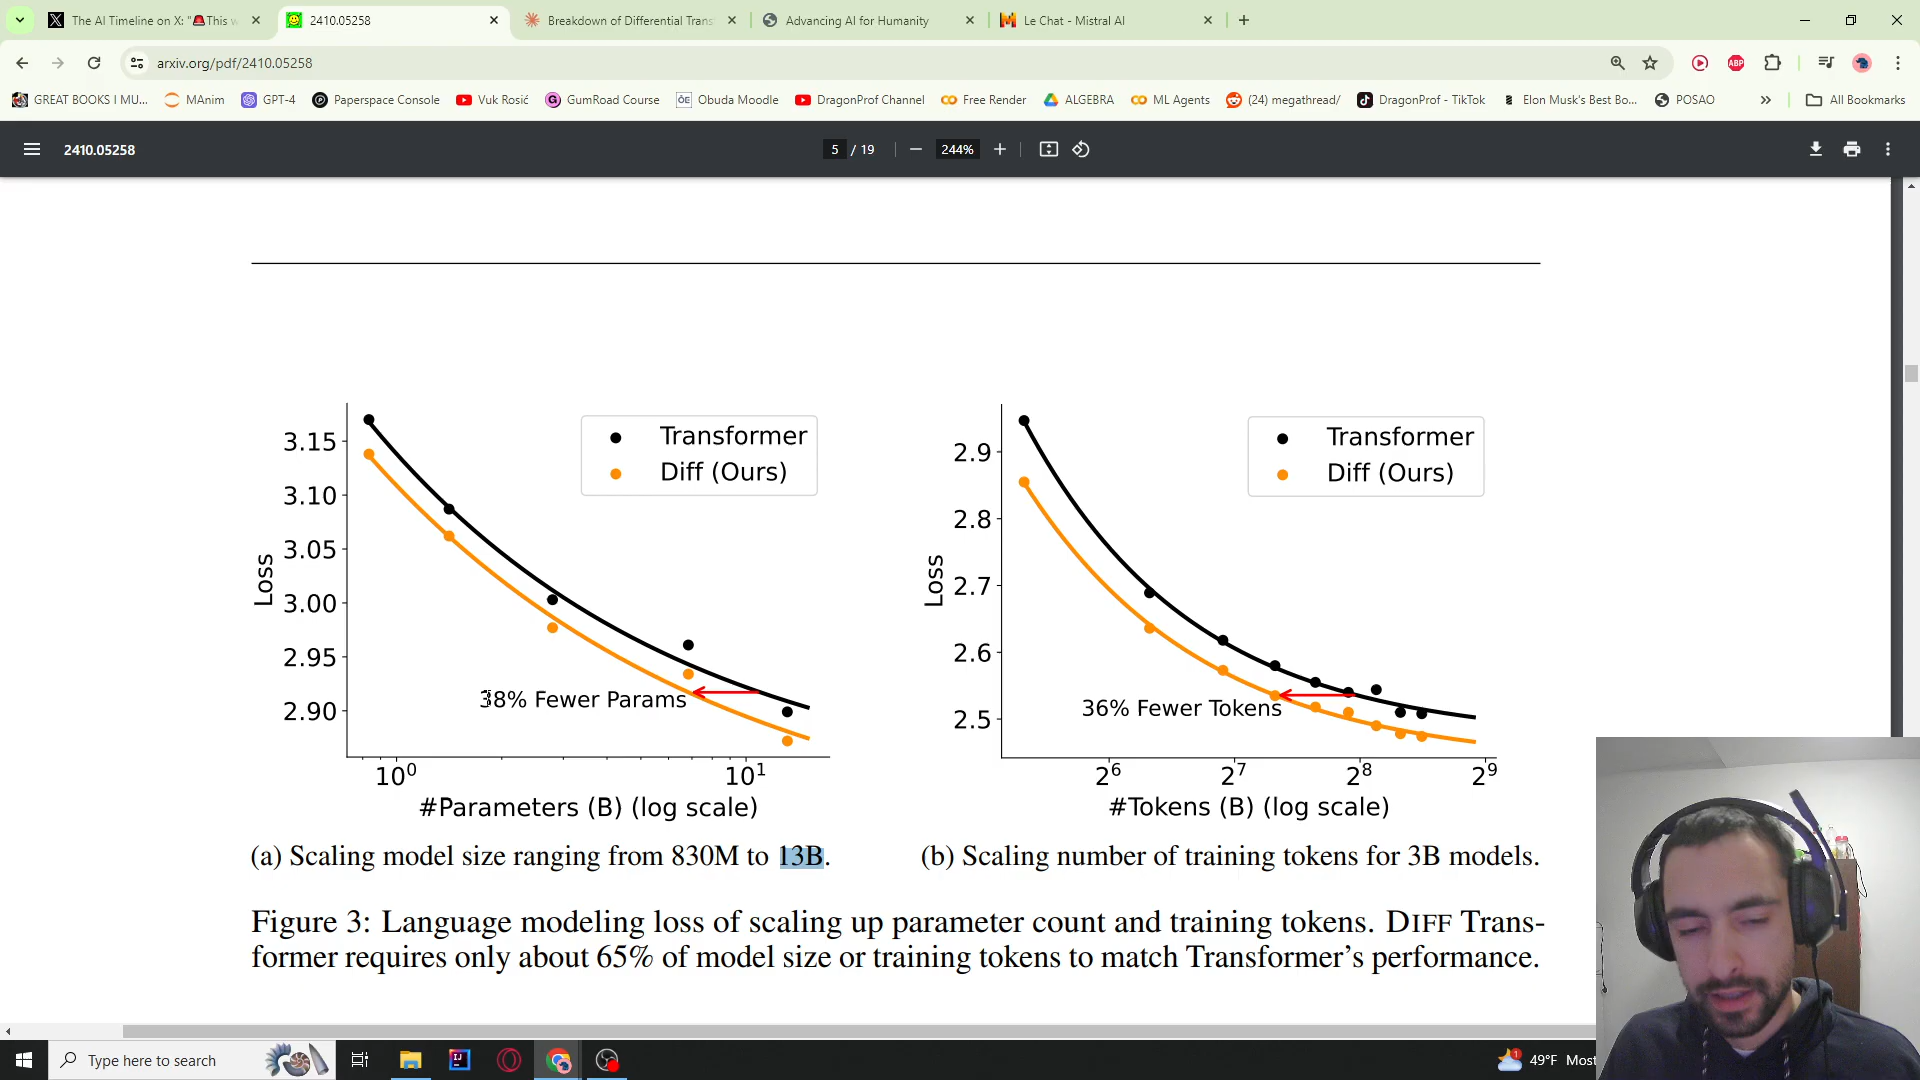 The AI Timeline on X: "🚨This w
2410.05258
Breakdown of Differential Trans
Advancing AI for Humanity
Le Chat - Mistral AI
arxiv.org/pdf/2410.05258
ABP
GREAT BOOKS I MU...
MAnim
GPT-4
Paperspace Console
Vuk Rosić
GumRoad Course
ŌE Obuda Moodle
DragonProf Channel
Free Render
ALGEBRA
ML Agents
(24) megathread/
DragonProf - TikTok
Elon Musk's Best Bo...
POSAO
All Bookmarks
2410.05258
5 / 19
244%
3.15
3.10
3.05
3.00
2.95
2.90
Loss
Transformer
Diff (Ours)
38% Fewer Params
10⁰ 10¹
#Parameters (B) (log scale)
2.9
2.8
2.7
2.6
2.5
Loss
Transformer
Diff (Ours)
36% Fewer Tokens
2⁶ 2⁷ 2⁸ 2⁹
#Tokens (B) (log scale)
(a) Scaling model size ranging from 830M to 13B.
(b) Scaling number of training tokens for 3B models.
Figure 3: Language modeling loss of scaling up parameter count and training tokens. DIFF Trans-
former requires only about 65% of model size or training tokens to match Transformer's performance.
Type here to search
49°F Most